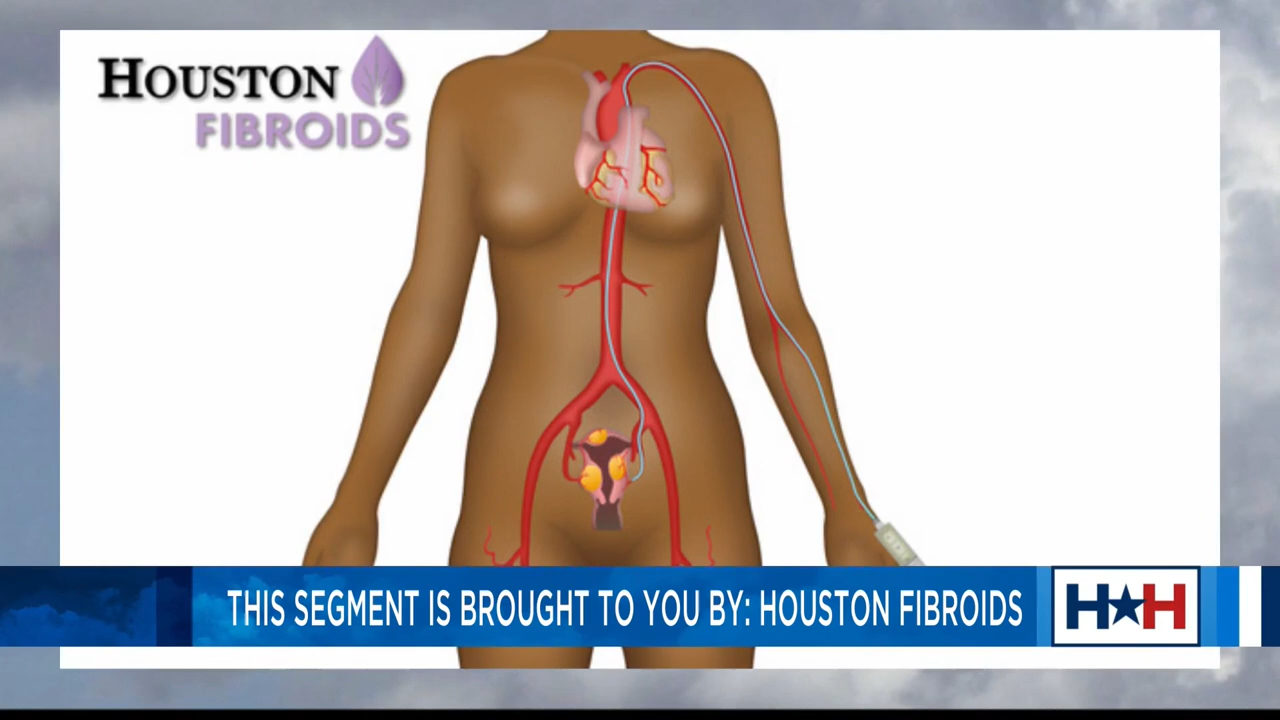 HOUSTON
FIBROIDS
THIS SEGMENT IS BROUGHT TO YOU BY: HOUSTON FIBROIDS
H★H